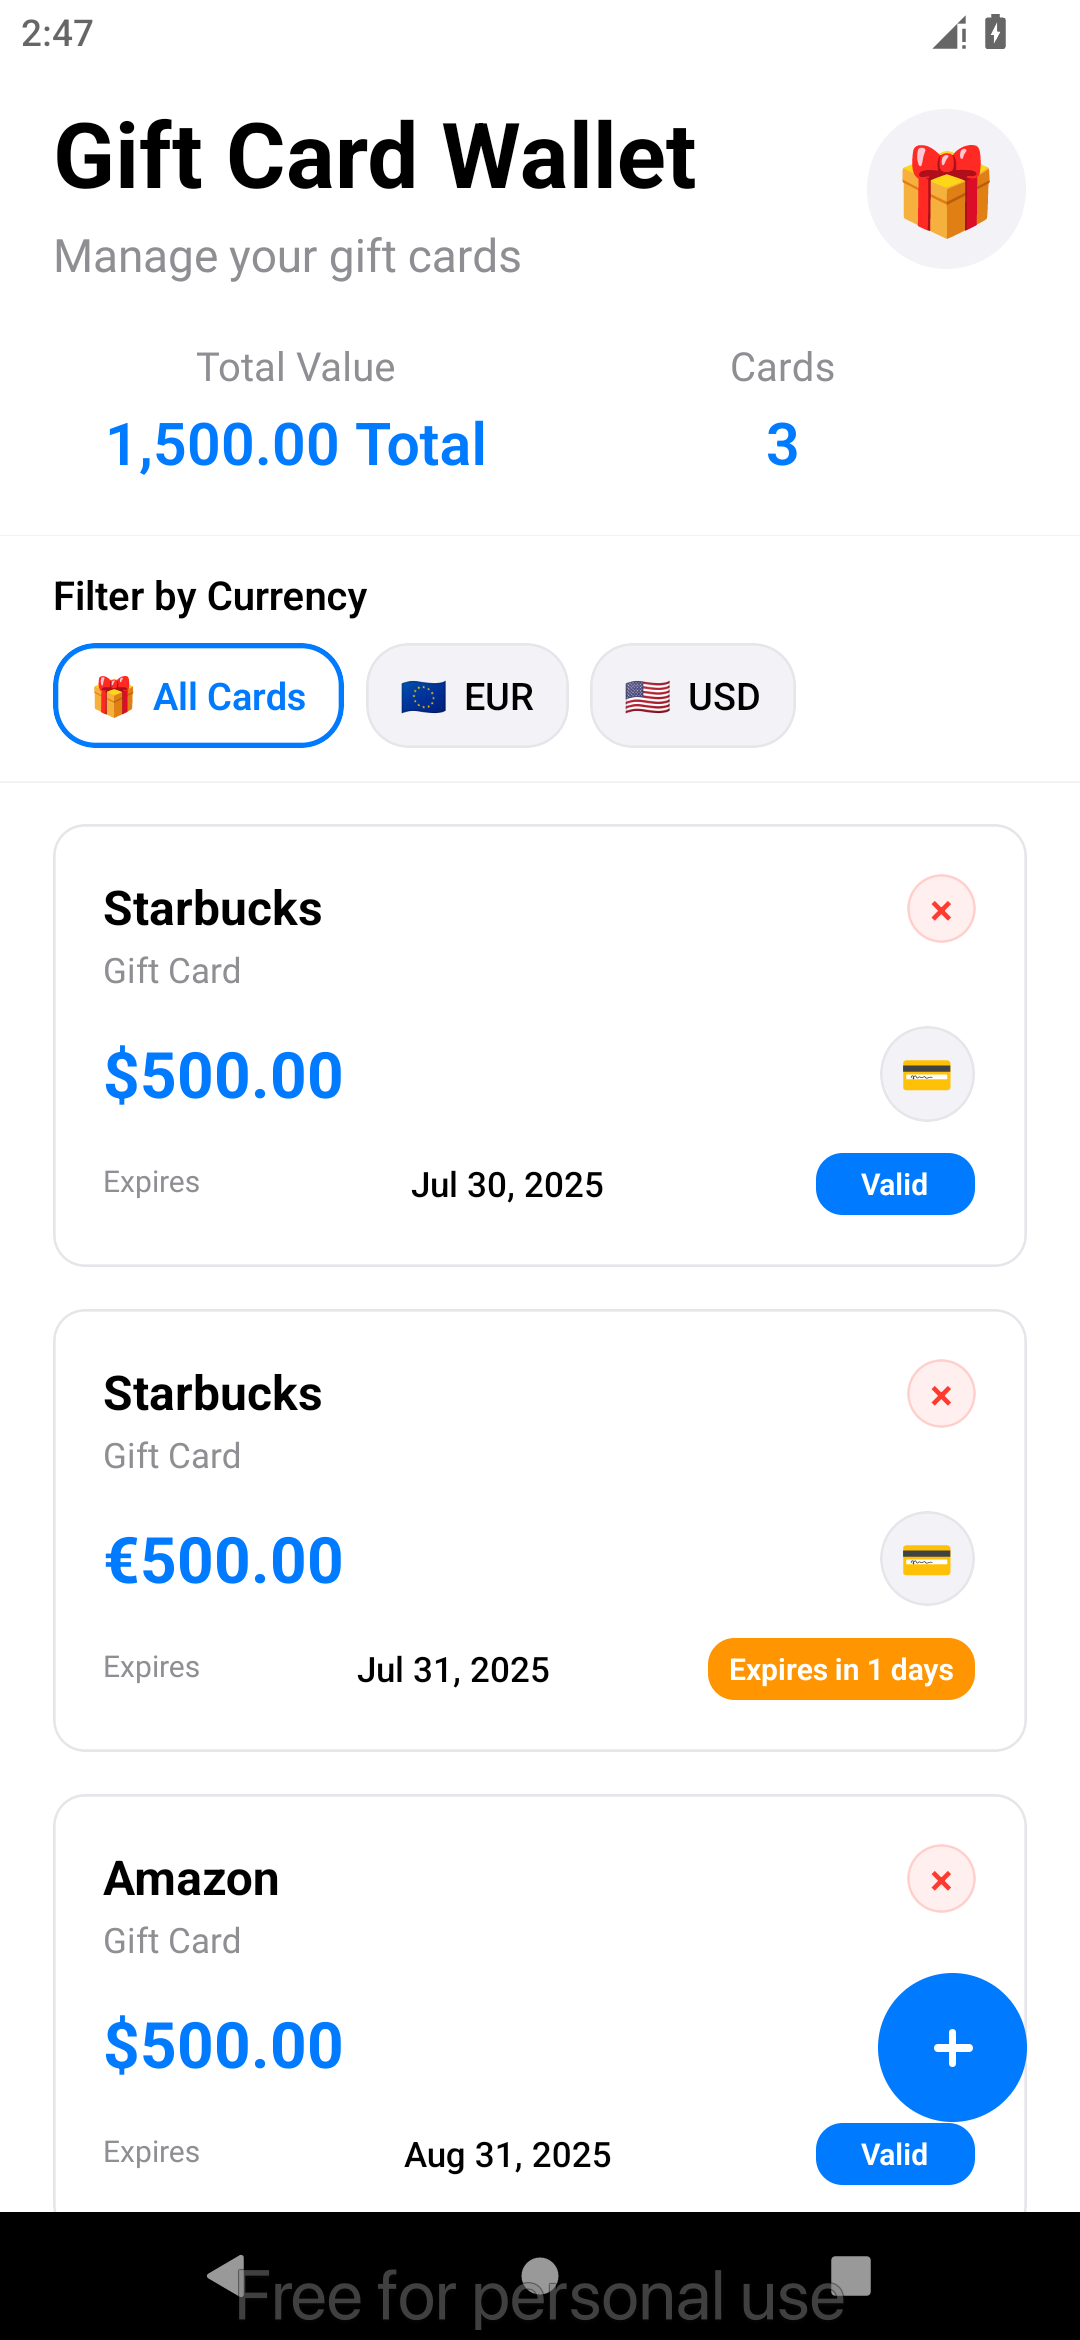 2:47
Gift Card Wallet
Manage your gift cards
Total Value
Cards
1,500.00 Total
3
Filter by Currency
All Cards
EUR
USD
Starbucks
Gift Card
$500.00
Expires
Jul 30, 2025
Valid
Starbucks
Gift Card
€500.00
Expires
Jul 31, 2025
Expires in 1 days
Amazon
Gift Card
$500.00
Expires
Aug 31, 2025
Valid
Free for personal use